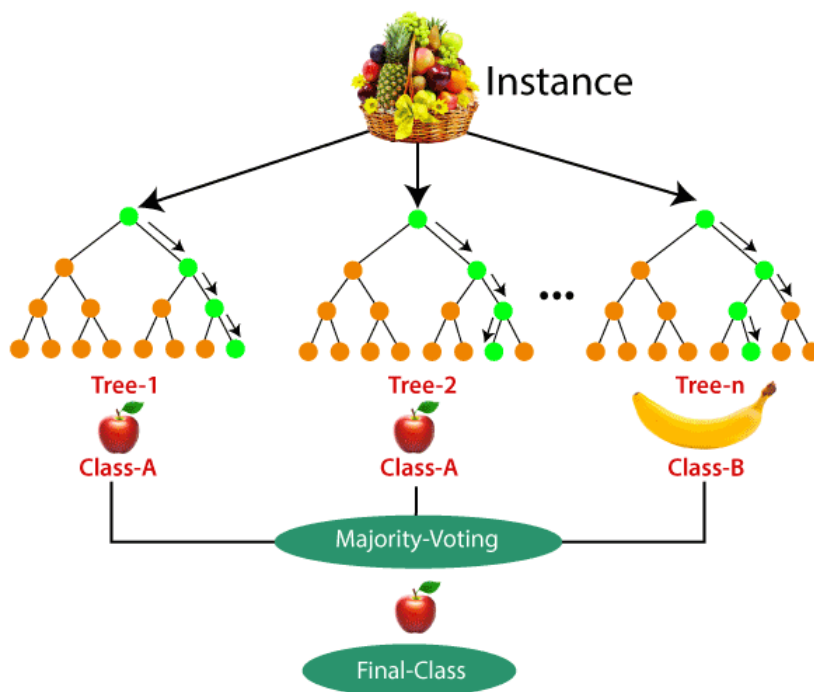 Instance
...
Tree-1
Tree-2
Tree-n
Class-A
Class-A
Class-B
Majority-Voting
Final-Class